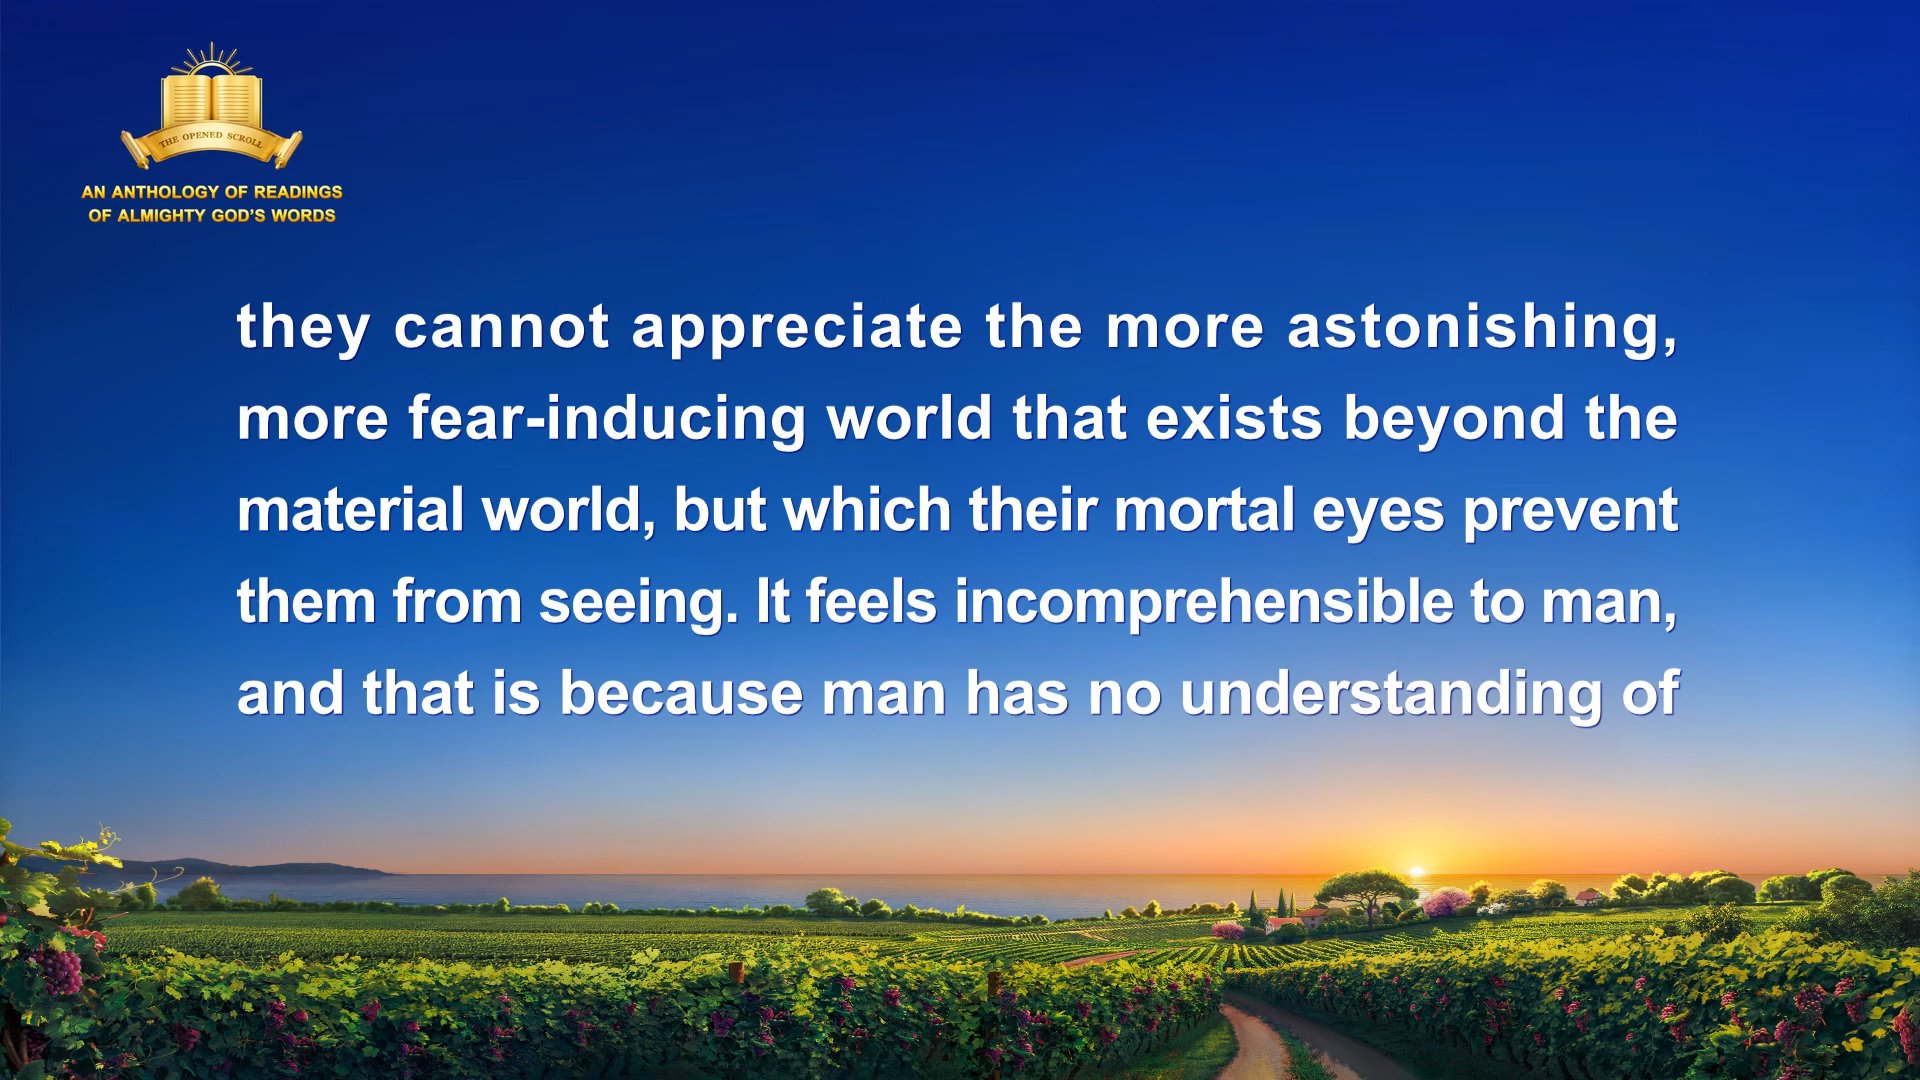 THE OPENED SCROLL
AN ANTHOLOGY OF READINGS
OF ALMIGHTY GOD'S WORDS
they cannot appreciate the more astonishing,
more fear-inducing world that exists beyond the
material world, but which their mortal eyes prevent
them from seeing. It feels incomprehensible to man,
and that is because man has no understanding of